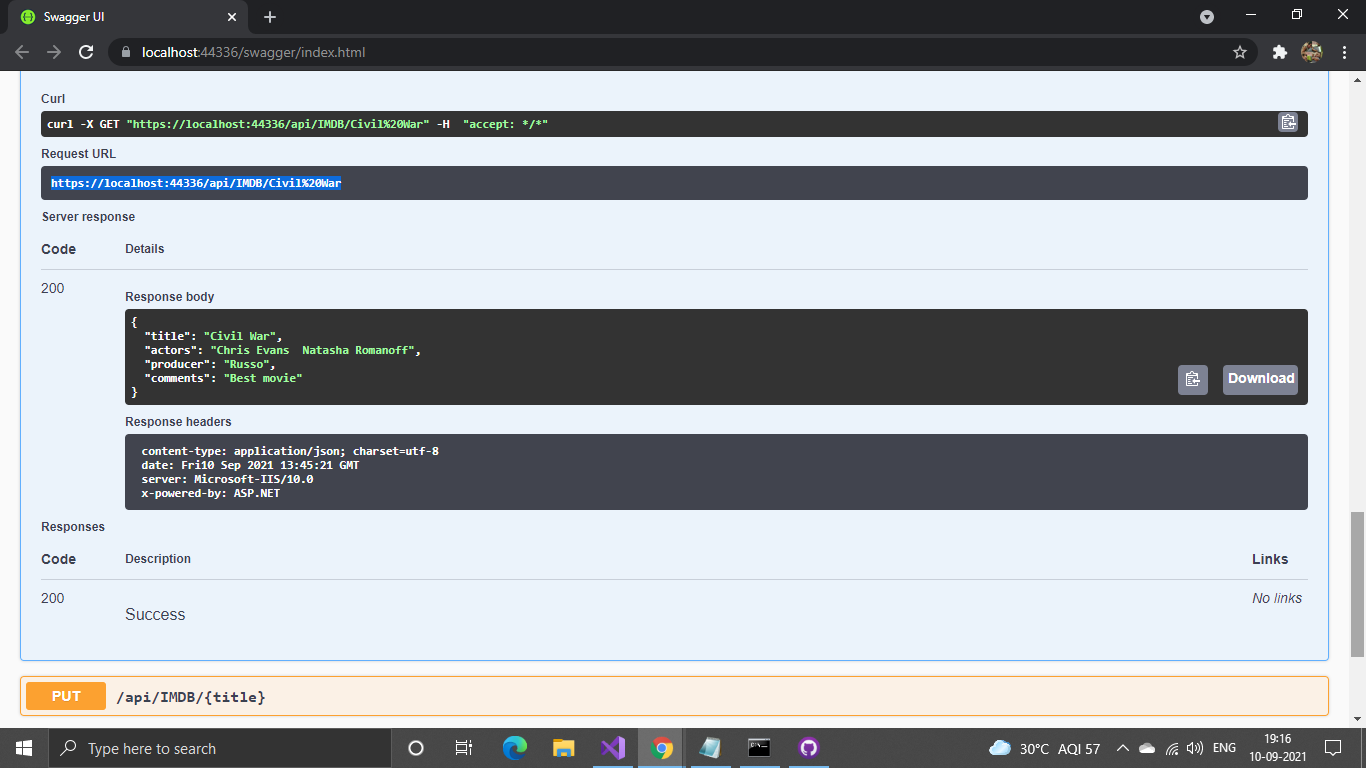 Swagger UI
localhost:44336/swagger/index.html
Curl
curl -X GET "https://localhost:44336/api/IMDB/Civil%20War" -H  "accept: */*"
Request URL
https://localhost:44336/api/IMDB/Civil%20War
Server response
Code Details
200
Response body
{
  "title": "Civil War",
  "actors": "Chris Evans  Natasha Romanoff",
  "producer": "Russo",
  "comments": "Best movie"
}
Download
Response headers
content-type: application/json; charset=utf-8
date: Fri10 Sep 2021 13:45:21 GMT
server: Microsoft-IIS/10.0
x-powered-by: ASP.NET
Responses
Code Description Links
200 No links
Success
PUT /api/IMDB/{title}
Type here to search
30°C AQI 57
ENG
19:16
10-09-2021